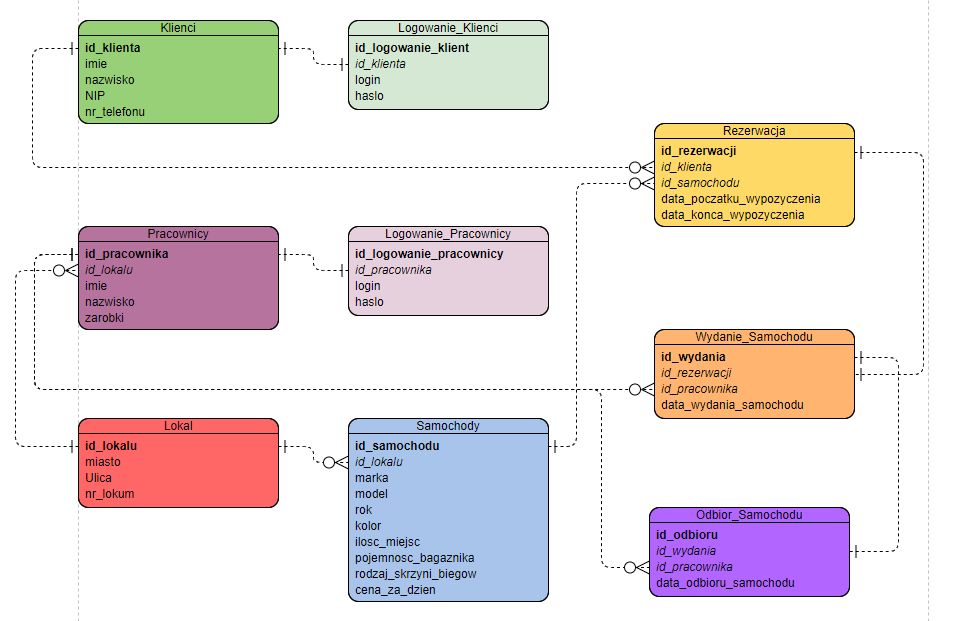 Klienci
id_klienta
imie
nazwisko
NIP
nr_telefonu
Logowanie_Klienci
id_logowanie_klient
id_klienta
login
haslo
Rezerwacja
id_rezerwacji
id_klienta
id_samochodu
data_poczatku_wypozyczenia
data_konca_wypozyczenia
Pracownicy
id_pracownika
id_lokalu
imie
nazwisko
zarobki
Logowanie_Pracownicy
id_logowanie_pracownicy
id_pracownika
login
haslo
Wydanie_Samochodu
id_wydania
id_rezerwacji
id_pracownika
data_wydania_samochodu
Lokal
id_lokalu
miasto
Ulica
nr_lokum
Samochody
id_samochodu
id_lokalu
marka
model
rok
kolor
ilosc_miejsc
pojemnosc_bagaznika
rodzaj_skrzyni_biegow
cena_za_dzien
Odbior_Samochodu
id_odbioru
id_wydania
id_pracownika
data_odbioru_samochodu